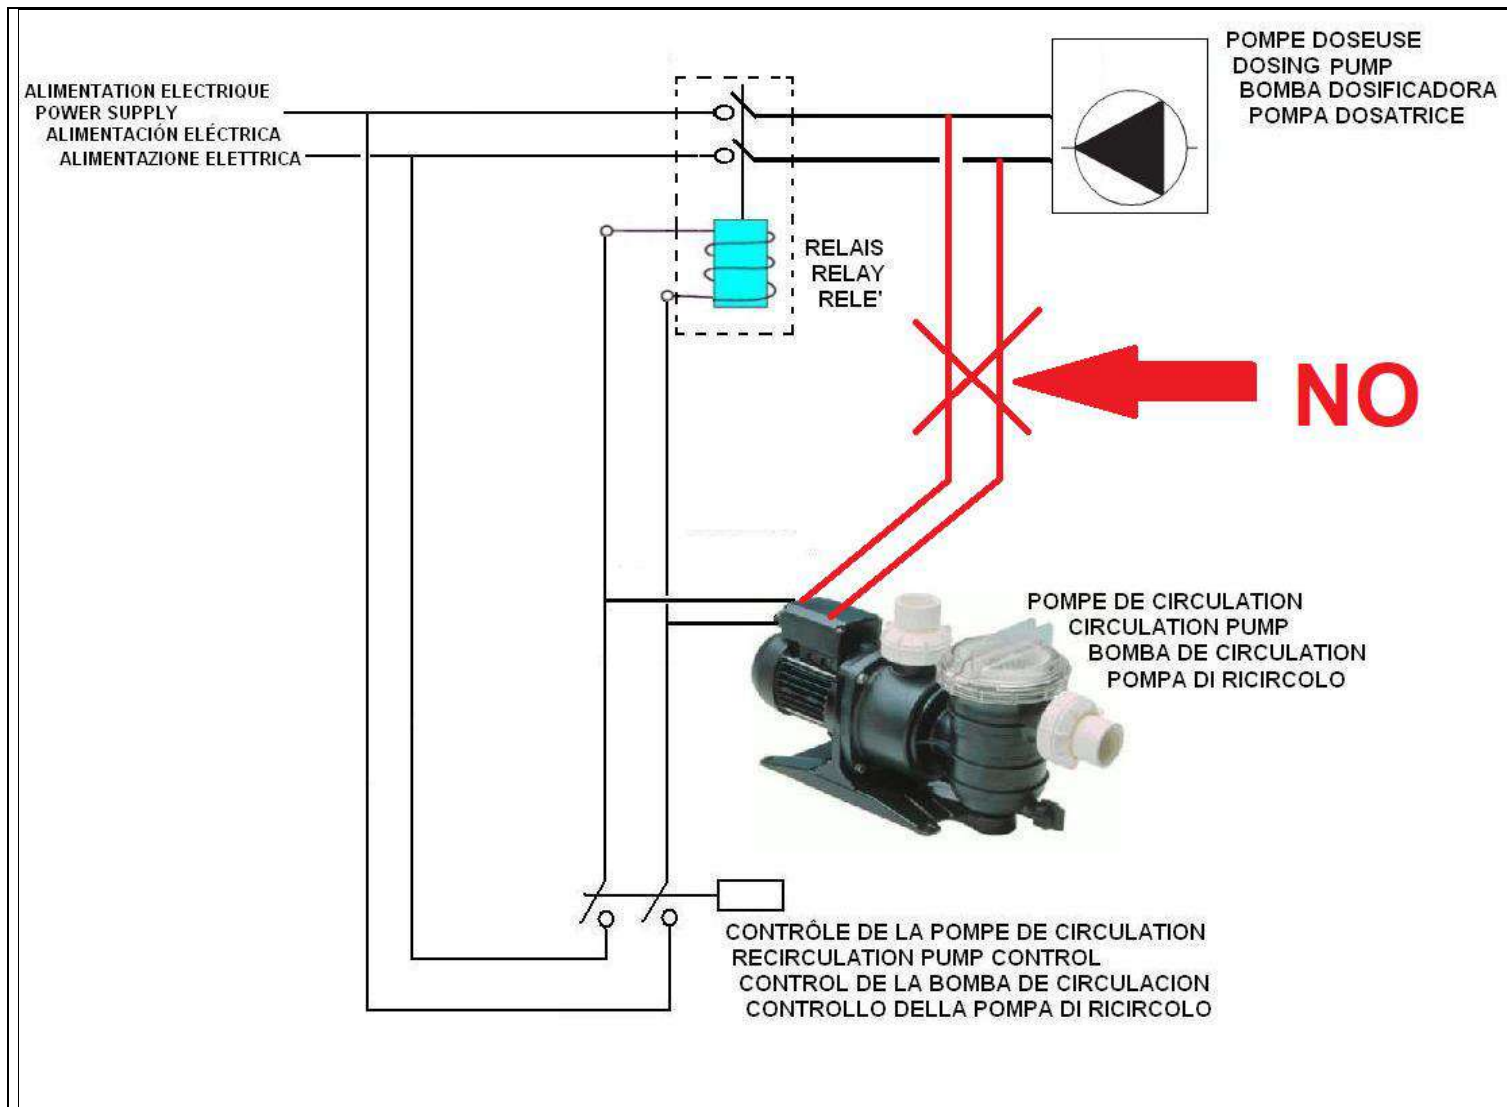 ALIMENTATION ELECTRIQUE
POWER SUPPLY
ALIMENTACIÓN ELÉCTRICA
ALIMENTAZIONE ELETTRICA
POMPE DOSEUSE
DOSING PUMP
BOMBA DOSIFICADORA
POMPA DOSATRICE
RELAIS
RELAY
RELE'
NO
POMPE DE CIRCULATION
CIRCULATION PUMP
BOMBA DE CIRCULATION
POMPA DI RICIRCOLO
CONTRÔLE DE LA POMPE DE CIRCULATION
RECIRCULATION PUMP CONTROL
CONTROL DE LA BOMBA DE CIRCULACION
CONTROLLO DELLA POMPA DI RICIRCOLO